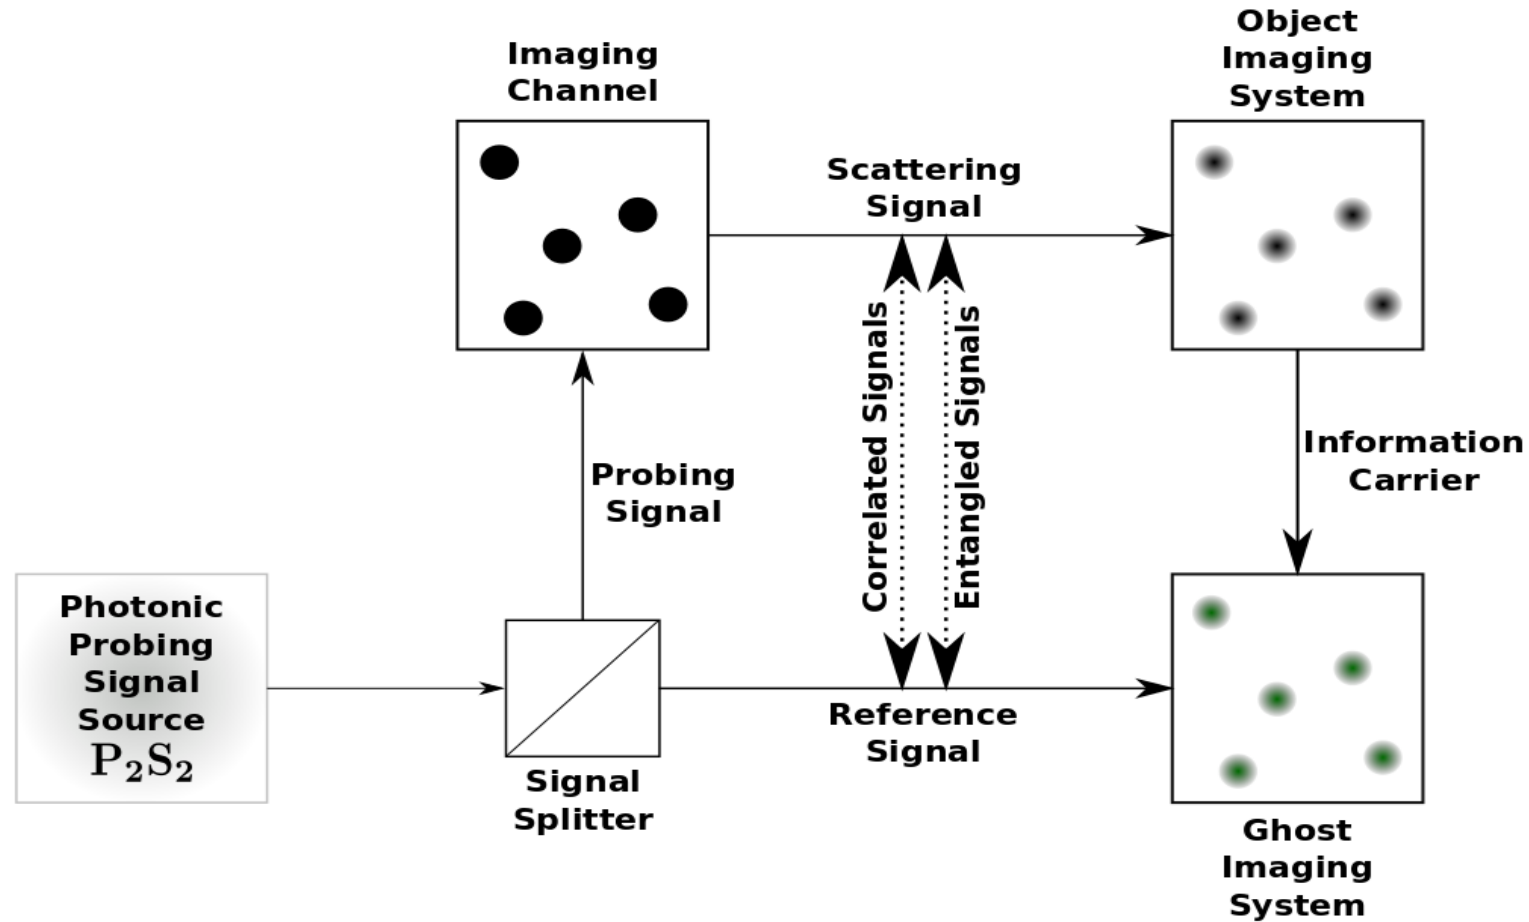 Imaging
Channel
Object
Imaging
System
Scattering
Signal
Correlated Signals
Entangled Signals
Probing
Signal
Information
Carrier
Photonic
Probing
Signal
Source
P₂S₂
Signal
Splitter
Reference
Signal
Ghost
Imaging
System